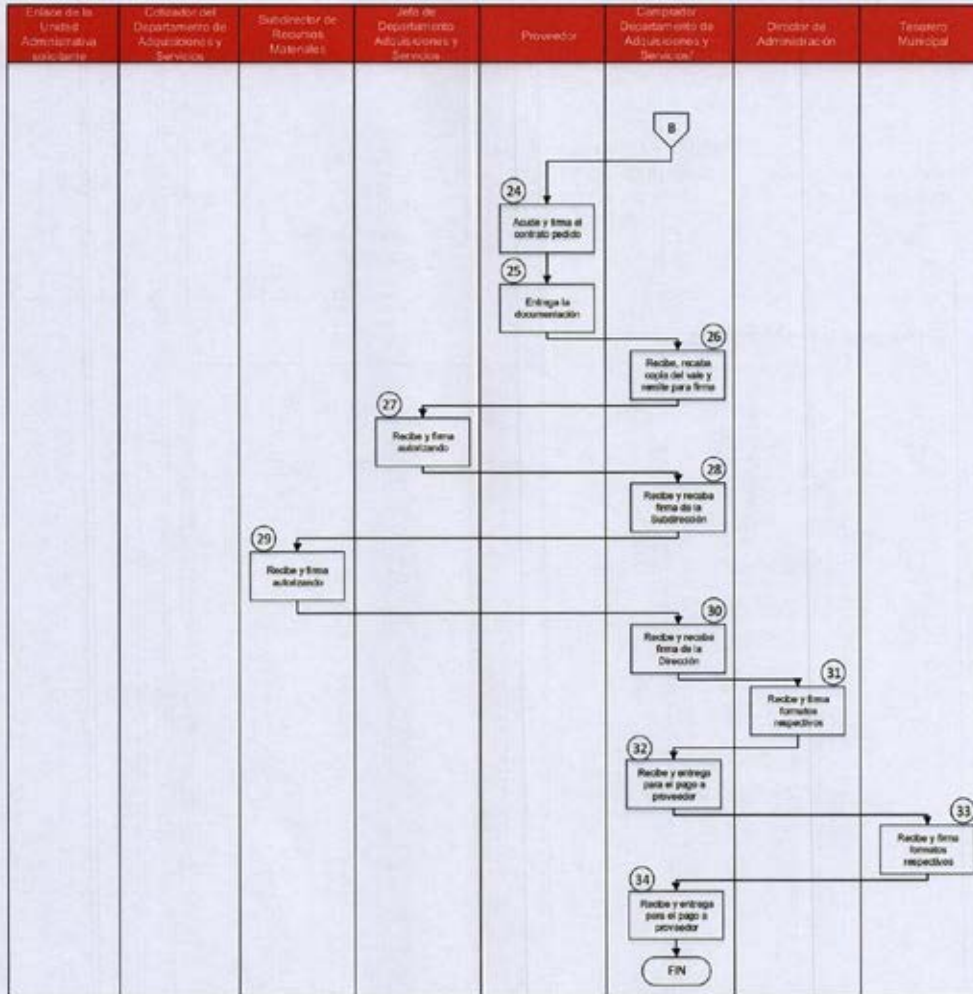 Enlace de la
Unidad
Administrativa
solicitante
Cotizador del
Departamento de
Adquisiciones y
Servicios
Subdirector de
Recursos
Materiales
Jefe de
Departamento
Adquisiciones y
Servicios
Proveedor
Comprador
Departamento de
Adquisiciones y
Servicios/
Director de
Administración
Tesorero
Municipal
B
24
Acude y firma el
contrato pedido
25
Entrega la
documentación
26
Recibe, recaba
copia del vale y
remite para firma
27
Recibe y firma
autorizando
28
Recibe y recaba
firma de la
Subdirección
29
Recibe y firma
autorizando
30
Recibe y recaba
firma de la
Dirección
31
Recibe y firma
formatos
respectivos
32
Recibe y entrega
para el pago a
proveedor
33
Recibe y firma
formatos
respectivos
34
Recibe y entrega
para el pago a
proveedor
FIN